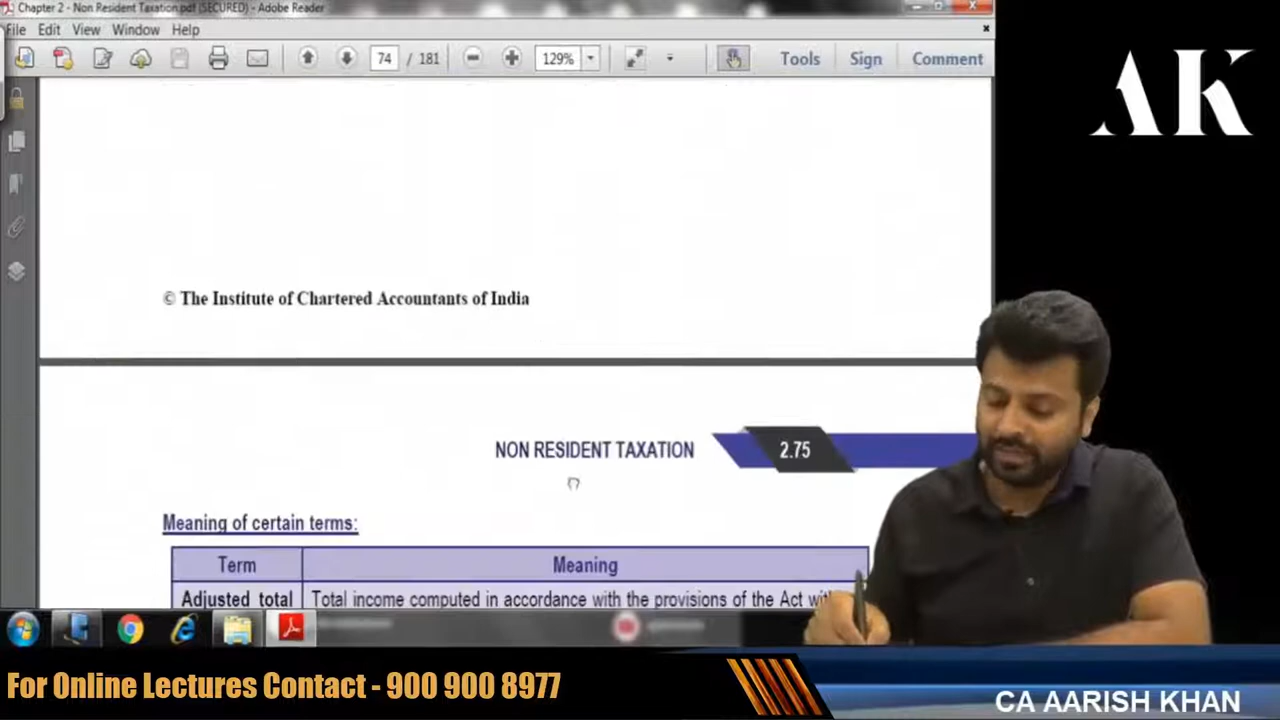 Chapter 2 - Non Resident Taxation.pdf (SECURED) - Adobe Reader
File Edit View Window Help
74 / 181 129% Tools Sign Comment
AK
© The Institute of Chartered Accountants of India
NON RESIDENT TAXATION 2.75
Meaning of certain terms:
Term Meaning
Adjusted total Total income computed in accordance with the provisions of the Act
For Online Lectures Contact - 900 900 8977
CA AARISH KHAN